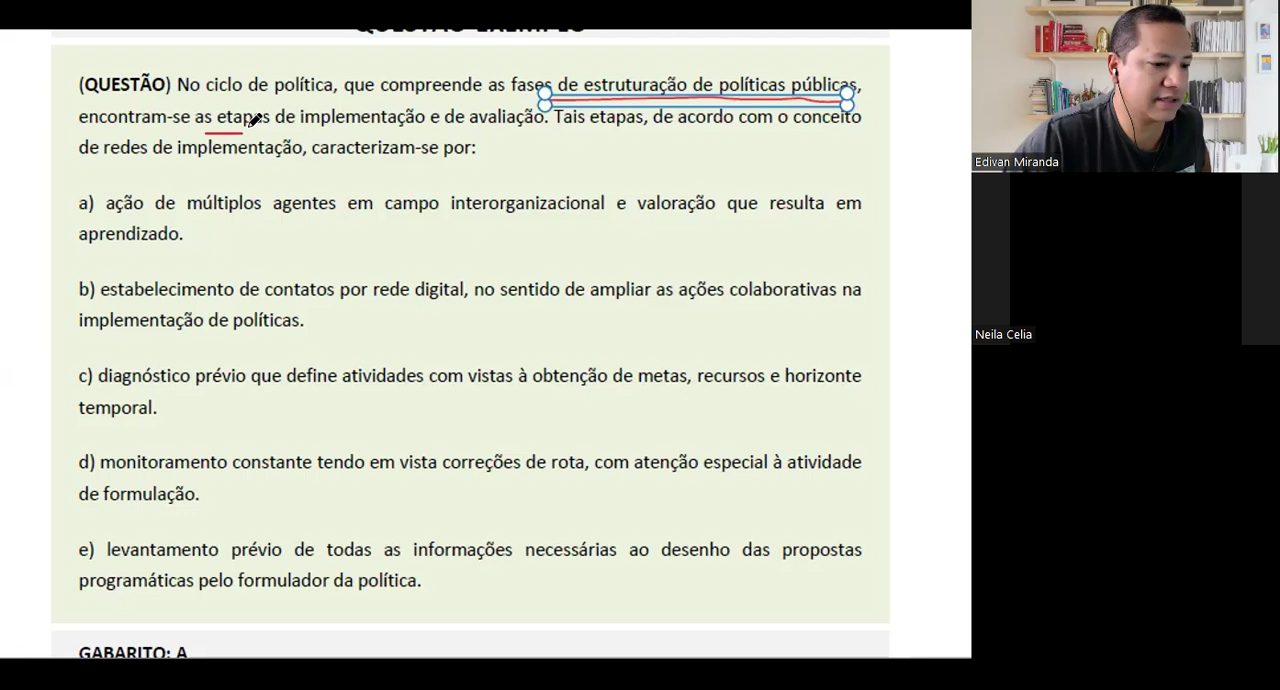 QUESTÃO EXEMPLO
(QUESTÃO) No ciclo de política, que compreende as fases de estruturação de políticas públicas,
encontram-se as etapas de implementação e de avaliação. Tais etapas, de acordo com o conceito
de redes de implementação, caracterizam-se por:
a) ação de múltiplos agentes em campo interorganizacional e valoração que resulta em
aprendizado.
b) estabelecimento de contatos por rede digital, no sentido de ampliar as ações colaborativas na
implementação de políticas.
c) diagnóstico prévio que define atividades com vistas à obtenção de metas, recursos e horizonte
temporal.
d) monitoramento constante tendo em vista correções de rota, com atenção especial à atividade
de formulação.
e) levantamento prévio de todas as informações necessárias ao desenho das propostas
programáticas pelo formulador da política.
GABARITO: A
Edivan Miranda
Neila Celia